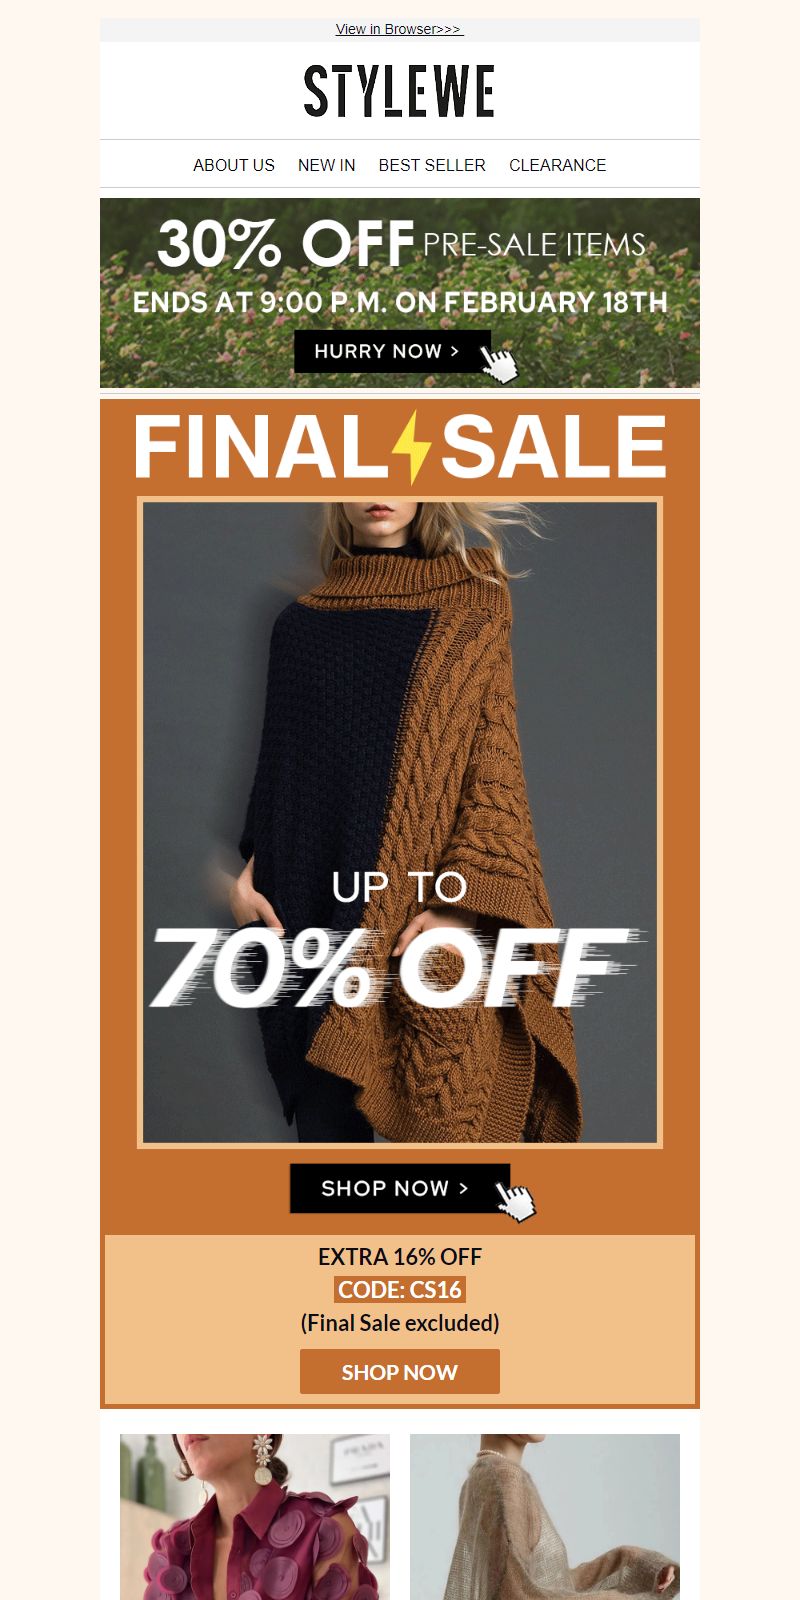 View in Browser>>>
STYLEWE
ABOUT US NEW IN BEST SELLER CLEARANCE
30% OFF PRE-SALE ITEMS
ENDS AT 9:00 P.M. ON FEBRUARY 18TH
HURRY NOW >
FINAL SALE
UP TO
70% OFF
SHOP NOW >
EXTRA 16% OFF
CODE: CS16
(Final Sale excluded)
SHOP NOW
PRADA